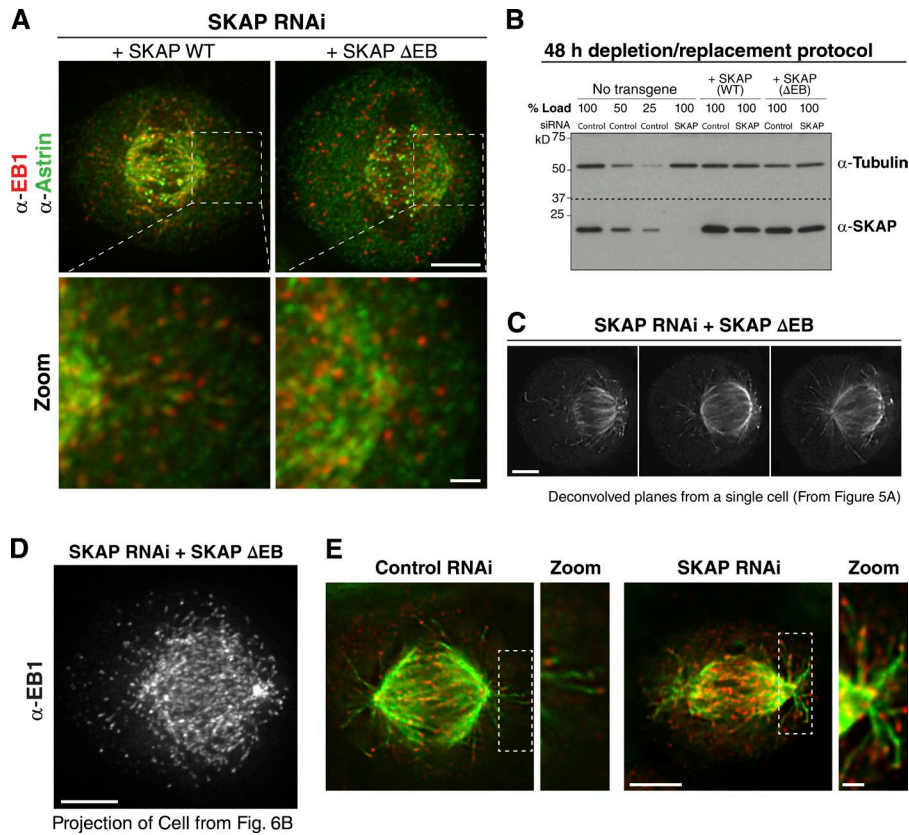 A
SKAP RNAi
+ SKAP WT
+ SKAP ΔEB
α-EB1
α-Astrin
Zoom
B
48 h depletion/replacement protocol
No transgene
+ SKAP (WT)
+ SKAP (ΔEB)
% Load 100 50 25 100 100 100 100 100
siRNA Control Control Control SKAP Control SKAP Control SKAP
kD
75
50
37
25
α-Tubulin
α-SKAP
C
SKAP RNAi + SKAP ΔEB
Deconvolved planes from a single cell (From Figure 5A)
D
SKAP RNAi + SKAP ΔEB
α-EB1
Projection of Cell from Fig. 6B
E
Control RNAi
Zoom
SKAP RNAi
Zoom